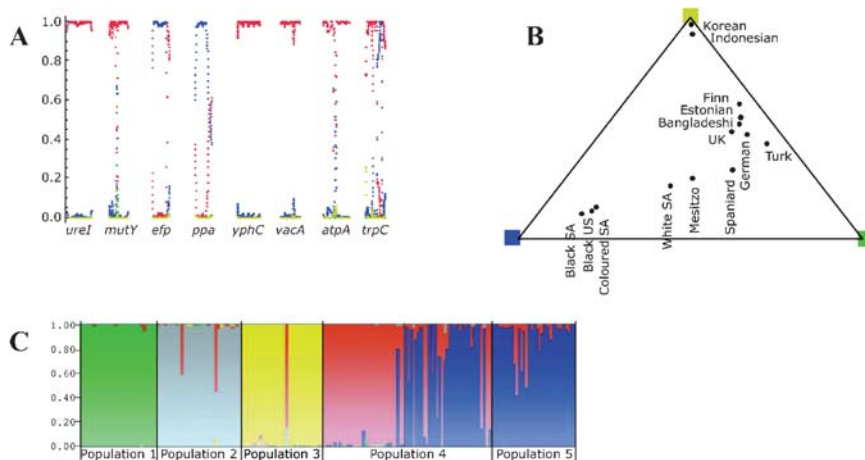 A
1.0
0.8
0.6
0.4
0.2
0.0
ureI mutY efp ppa yphC vacA atpA trpC
B
Korean
Indonesian
Finn
Estonian
Bangladeshi
UK
German
Turk
Spaniard
Mesitzo
White SA
Coloured SA
Black US
Black SA
C
1.00
0.80
0.60
0.40
0.20
0.00
Population 1 Population 2 Population 3 Population 4 Population 5